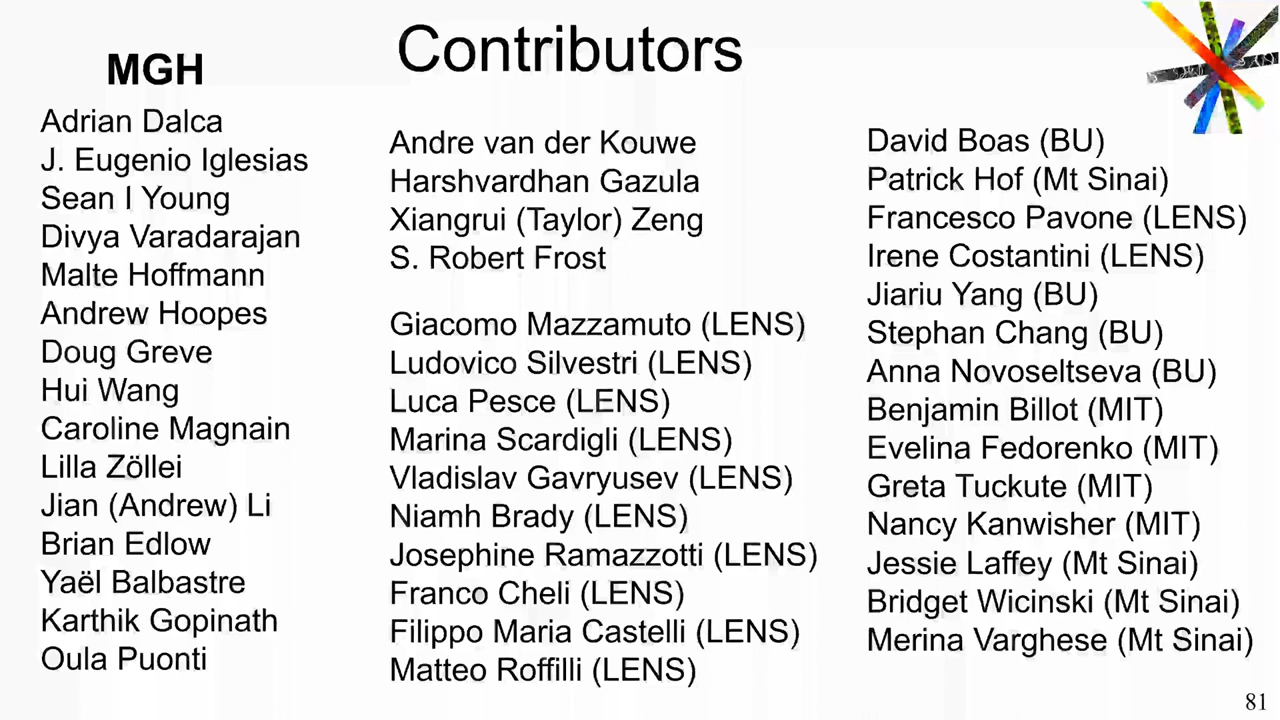 Contributors
MGH
Adrian Dalca
J. Eugenio Iglesias
Sean I Young
Divya Varadarajan
Malte Hoffmann
Andrew Hoopes
Doug Greve
Hui Wang
Caroline Magnain
Lilla Zöllei
Jian (Andrew) Li
Brian Edlow
Yaël Balbastre
Karthik Gopinath
Oula Puonti
Andre van der Kouwe
Harshvardhan Gazula
Xiangrui (Taylor) Zeng
S. Robert Frost
Giacomo Mazzamuto (LENS)
Ludovico Silvestri (LENS)
Luca Pesce (LENS)
Marina Scardigli (LENS)
Vladislav Gavryusev (LENS)
Niamh Brady (LENS)
Josephine Ramazzotti (LENS)
Franco Cheli (LENS)
Filippo Maria Castelli (LENS)
Matteo Roffilli (LENS)
David Boas (BU)
Patrick Hof (Mt Sinai)
Francesco Pavone (LENS)
Irene Costantini (LENS)
Jiariu Yang (BU)
Stephan Chang (BU)
Anna Novoseltseva (BU)
Benjamin Billot (MIT)
Evelina Fedorenko (MIT)
Greta Tuckute (MIT)
Nancy Kanwisher (MIT)
Jessie Laffey (Mt Sinai)
Bridget Wicinski (Mt Sinai)
Merina Varghese (Mt Sinai)
81